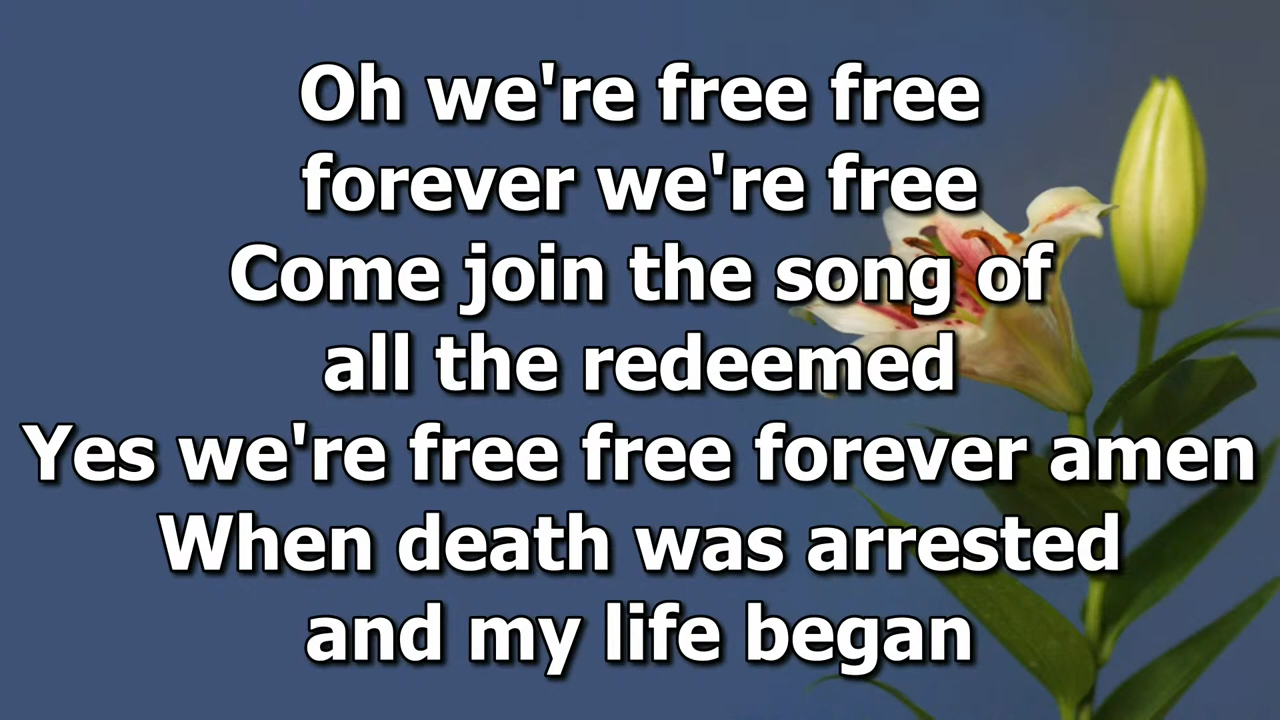 Oh we're free free
forever we're free
Come join the song of
all the redeemed
Yes we're free free forever amen
When death was arrested
and my life began